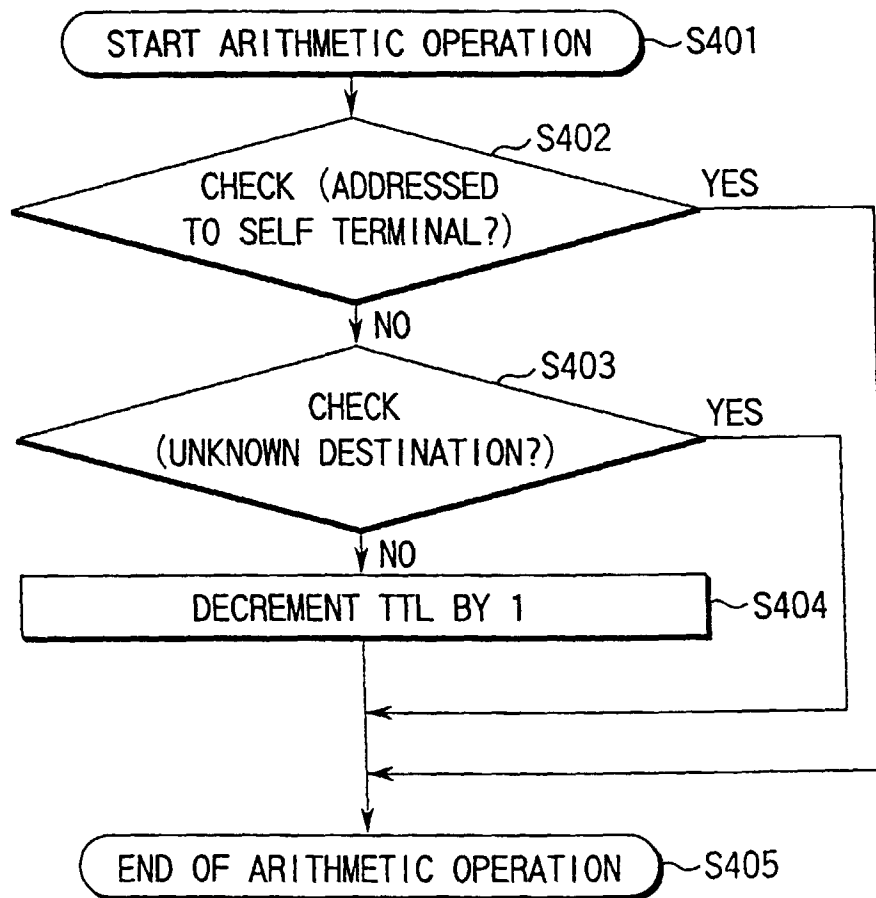 START ARITHMETIC OPERATION
S401
S402
CHECK (ADDRESSED
TO SELF TERMINAL?)
YES
NO
S403
CHECK
(UNKNOWN DESTINATION?)
YES
NO
DECREMENT TTL BY 1
S404
END OF ARITHMETIC OPERATION
S405